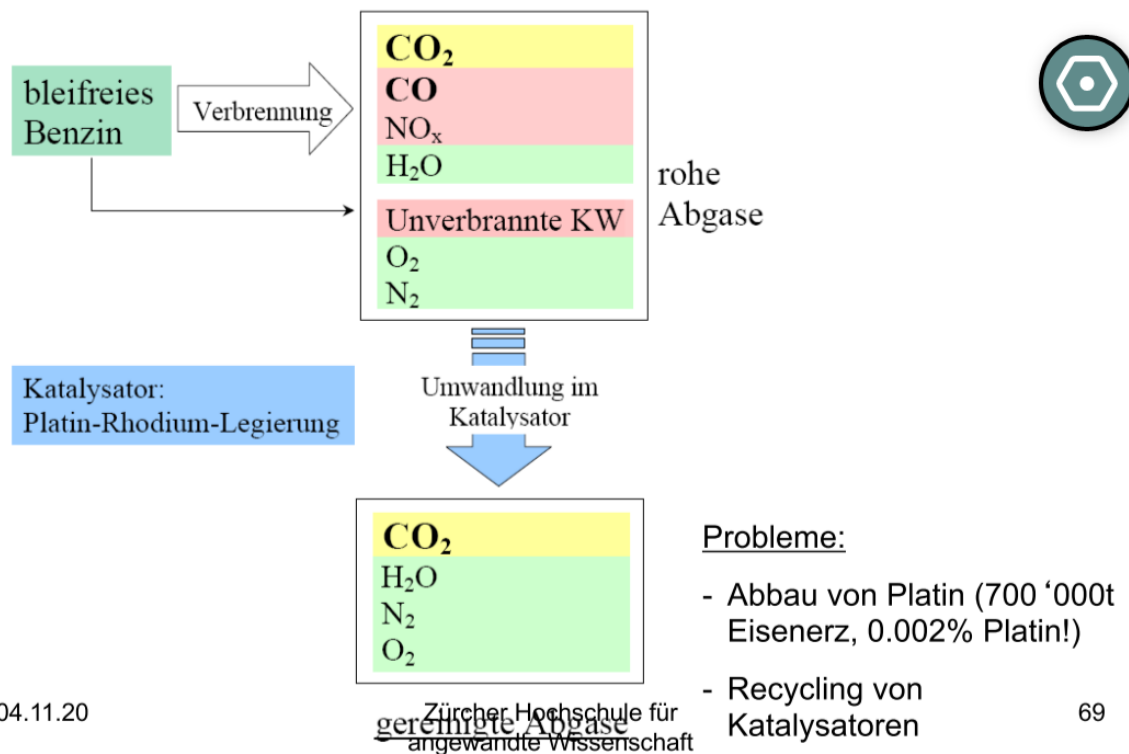 bleifreies
Benzin
Verbrennung
CO₂
CO
NOₓ
H₂O
Unverbrannte KW
O₂
N₂
rohe
Abgase
Katalysator:
Platin-Rhodium-Legierung
Umwandlung im
Katalysator
CO₂
H₂O
N₂
O₂
gereinigte Abgase
Probleme:
- Abbau von Platin (700 ‘000t
Eisenerz, 0.002% Platin!)
- Recycling von
Katalysatoren
04.11.20
Zürcher Hochschule für
angewandte Wissenschaft
69